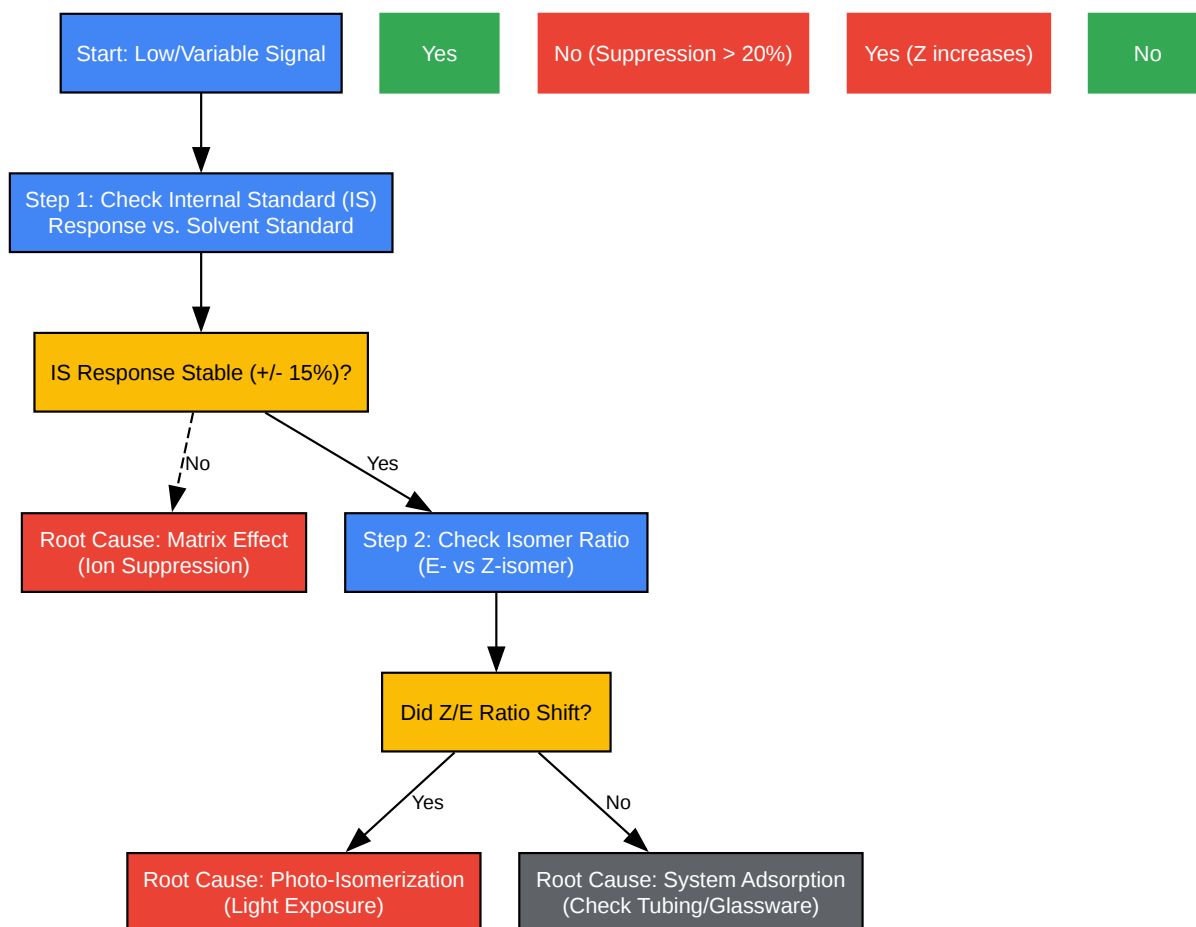 Start: Low/Variable Signal
Yes
No (Suppression > 20%)
Yes (Z increases)
No
Step 1: Check Internal Standard (IS)
Response vs. Solvent Standard
IS Response Stable (+/- 15%)?
No
Yes
Root Cause: Matrix Effect
(Ion Suppression)
Step 2: Check Isomer Ratio
(E- vs Z-isomer)
Did Z/E Ratio Shift?
Yes
No
Root Cause: Photo-Isomerization
(Light Exposure)
Root Cause: System Adsorption
(Check Tubing/Glassware)